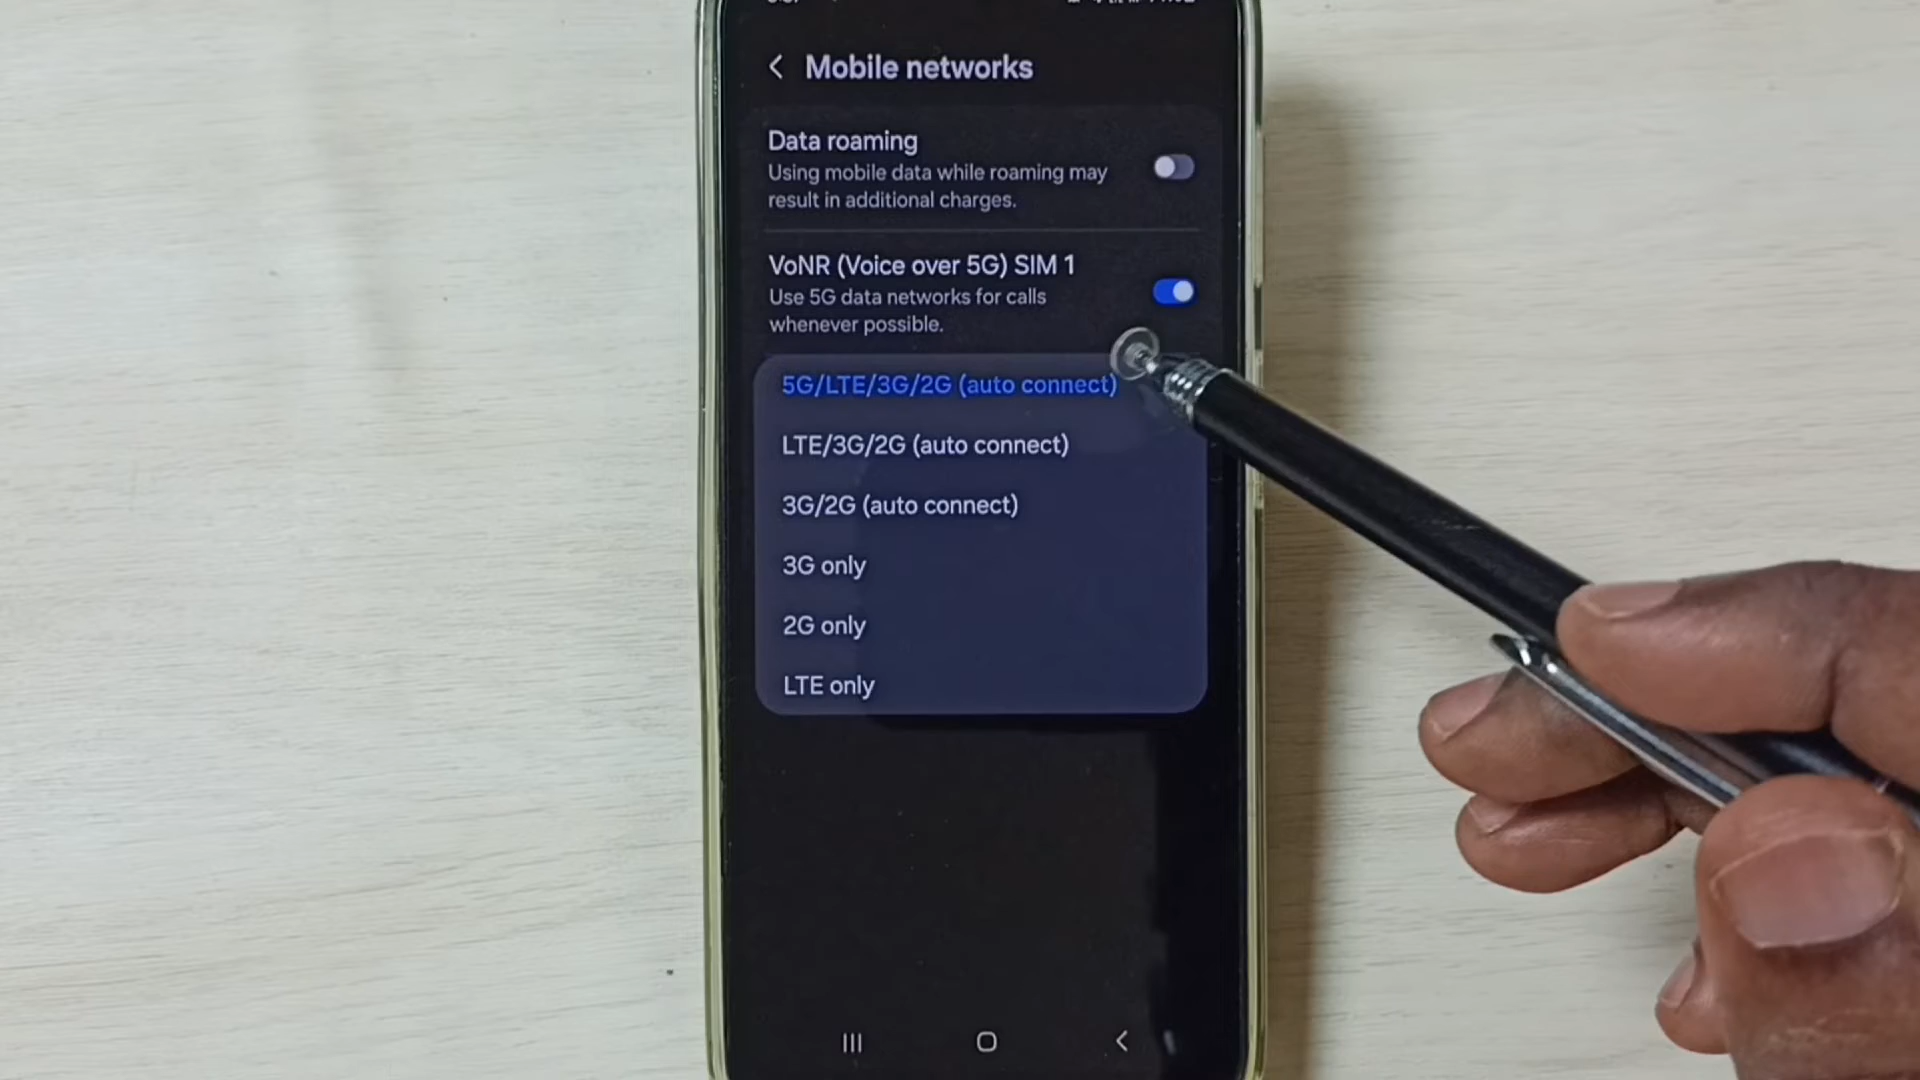 Mobile networks
Data roaming
Using mobile data while roaming may
result in additional charges.
VoNR (Voice over 5G) SIM 1
Use 5G data networks for calls
whenever possible.
5G/LTE/3G/2G (auto connect)
LTE/3G/2G (auto connect)
3G/2G (auto connect)
3G only
2G only
LTE only